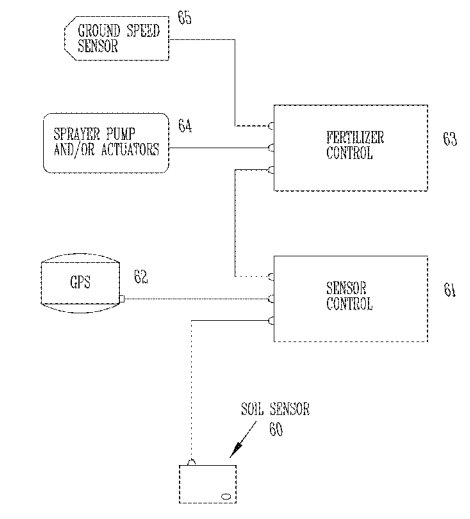 65
GROUND SPEED
SENSOR
64
SPRAYER PUMP
AND/OR ACTUATORS
FERTILIZER
CONTROL
63
GPS
62
SENSOR
CONTROL
61
SOIL SENSOR
60